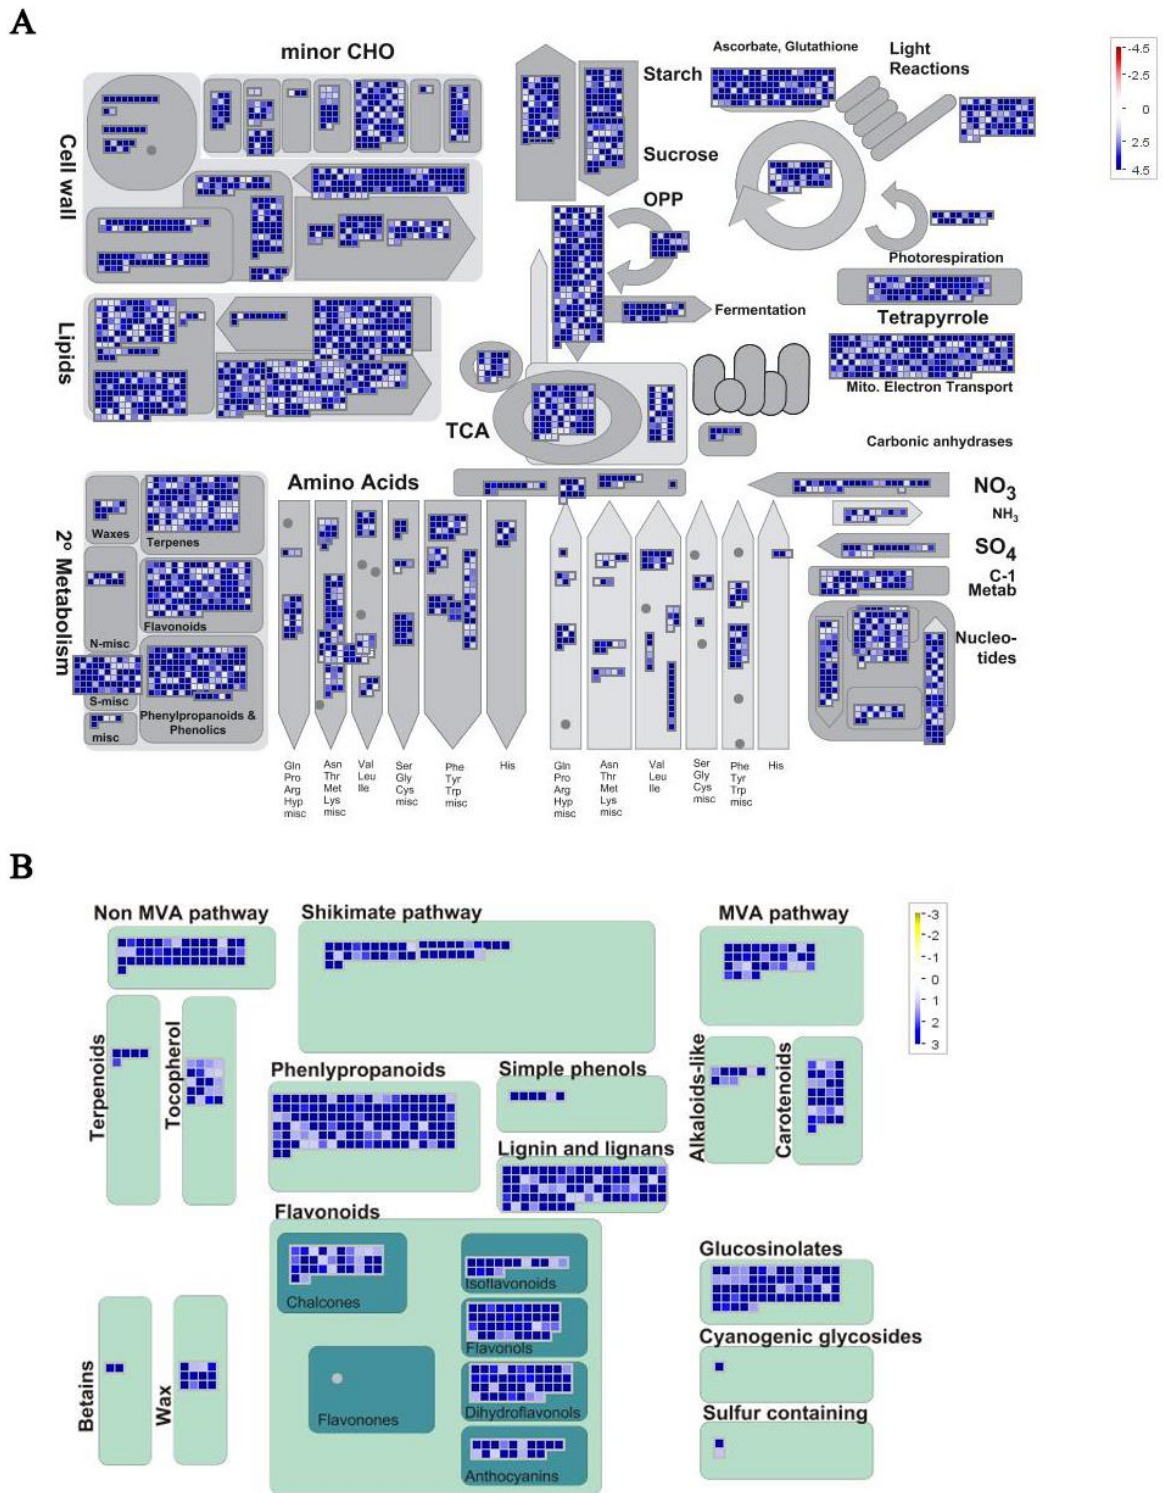 A
minor CHO
Cell wall
Lipids
2º Metabolism
Starch
Sucrose
OPP
Ascorbate, Glutathione
Light
Reactions
-4.5
-2.5
0
2.5
4.5
Photorespiration
Fermentation
Tetrapyrrole
Mito. Electron Transport
TCA
Carbonic anhydrases
Amino Acids
Waxes
Terpenes
Flavonoids
N-misc
S-misc
Phenylpropanoids &
Phenolics
misc
NO3
NH3
SO4
C-1
Metab
Nucleo-
tides
Gln
Pro
Arg
Hyp
misc
Asn
Thr
Met
Lys
misc
Val
Leu
Ile
Ser
Gly
Cys
misc
Phe
Tyr
Trp
misc
His
Gln
Pro
Arg
Hyp
misc
Asn
Thr
Met
Lys
misc
Val
Leu
Ile
Ser
Gly
Cys
misc
Phe
Tyr
Trp
misc
His
B
Non MVA pathway
Shikimate pathway
MVA pathway
-3
-2
-1
0
1
2
3
Terpenoids
Tocopherol
Phenlypropanoids
Simple phenols
Lignin and lignans
Alkaloids-like
Carotenoids
Flavonoids
Chalcones
Isoflavonoids
Flavonols
Flavonones
Dihydroflavonols
Anthocyanins
Glucosinolates
Cyanogenic glycosides
Sulfur containing
Betains
Wax